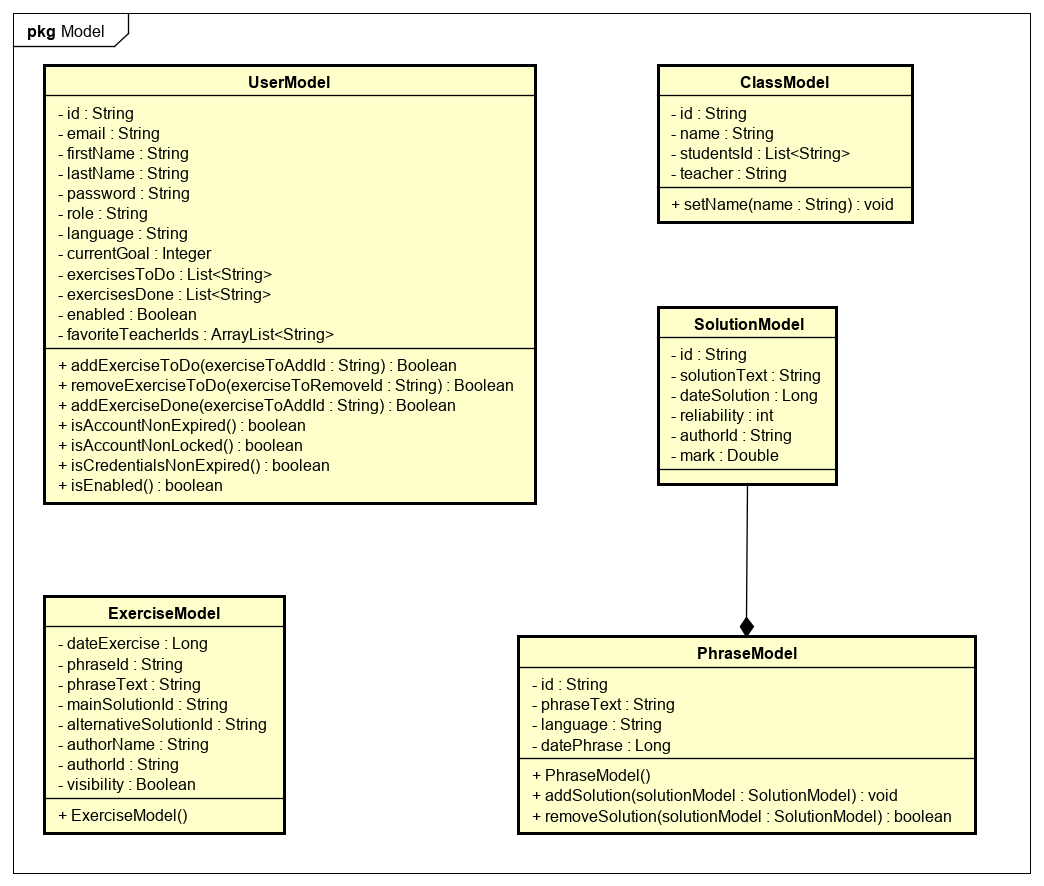 pkg Model
UserModel
- id : String
- email : String
- firstName : String
- lastName : String
- password : String
- role : String
- language : String
- currentGoal : Integer
- exercisesToDo : List<String>
- exercisesDone : List<String>
- enabled : Boolean
- favoriteTeacherIds : ArrayList<String>
+ addExerciseToDo(exerciseToAddId : String) : Boolean
+ removeExerciseToDo(exerciseToRemoveId : String) : Boolean
+ addExerciseDone(exerciseToAddId : String) : Boolean
+ isAccountNonExpired() : boolean
+ isAccountNonLocked() : boolean
+ isCredentialsNonExpired() : boolean
+ isEnabled() : boolean
ClassModel
- id : String
- name : String
- studentsId : List<String>
- teacher : String
+ setName(name : String) : void
SolutionModel
- id : String
- solutionText : String
- dateSolution : Long
- reliability : int
- authorId : String
- mark : Double
ExerciseModel
- dateExercise : Long
- phraseId : String
- phraseText : String
- mainSolutionId : String
- alternativeSolutionId : String
- authorName : String
- authorId : String
- visibility : Boolean
+ ExerciseModel()
PhraseModel
- id : String
- phraseText : String
- language : String
- datePhrase : Long
+ PhraseModel()
+ addSolution(solutionModel : SolutionModel) : void
+ removeSolution(solutionModel : SolutionModel) : boolean